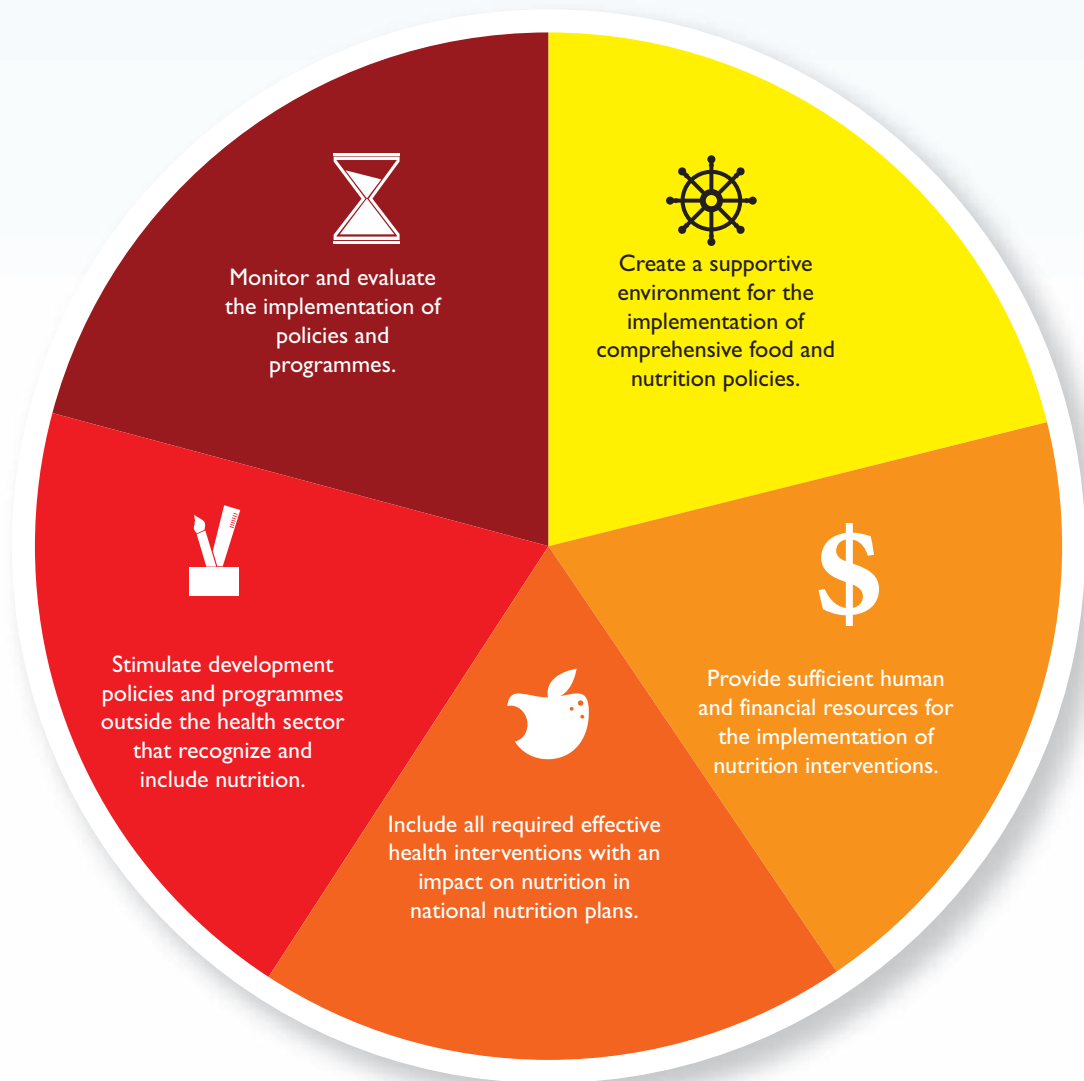 Create a supportive
environment for the
implementation of
comprehensive food and
nutrition policies.
$
Provide sufficient human
and financial resources for
the implementation of
nutrition interventions.
Include all required effective
health interventions with an
impact on nutrition in
national nutrition plans.
Stimulate development
policies and programmes
outside the health sector
that recognize and
include nutrition.
Monitor and evaluate
the implementation of
policies and
programmes.